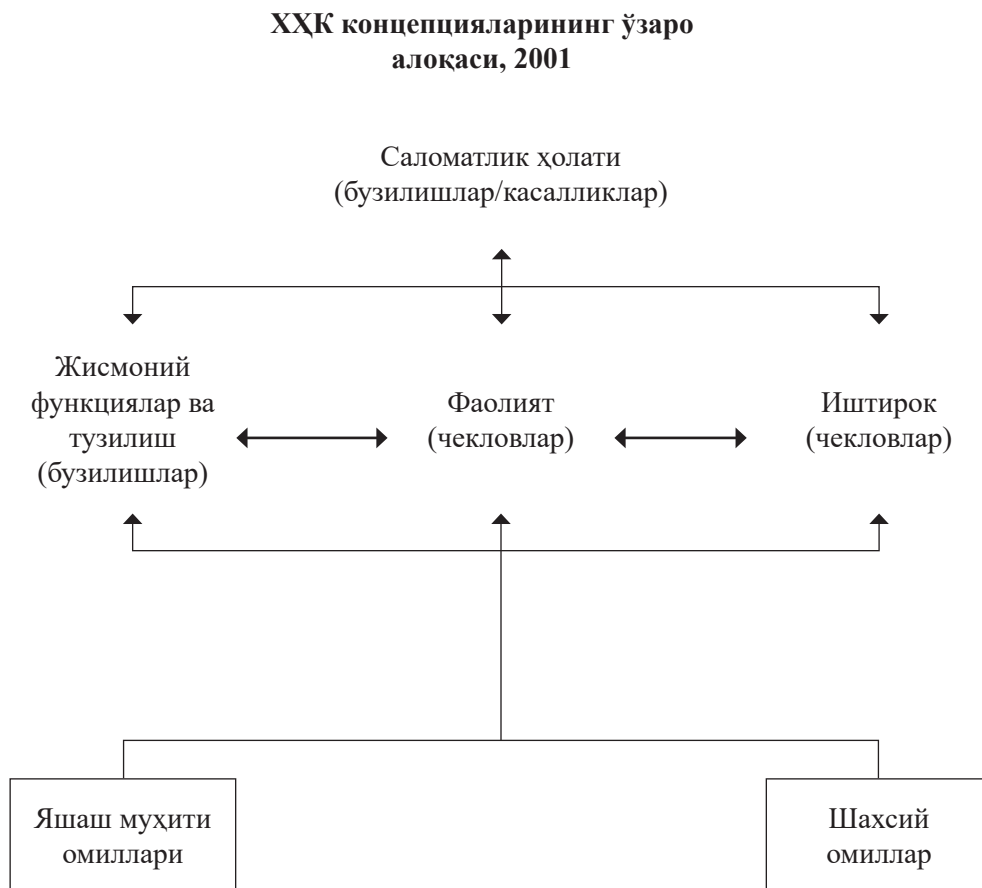 ХҲК концепцияларининг ўзаро
алоқаси, 2001
Саломатлик ҳолати
(бузилишлар/касалликлар)
Жисмоний
функциялар ва
тузилиш
(бузилишлар)
Фаолият
(чекловлар)
Иштирок
(чекловлар)
Яшаш муҳити
омиллари
Шахсий
омиллар